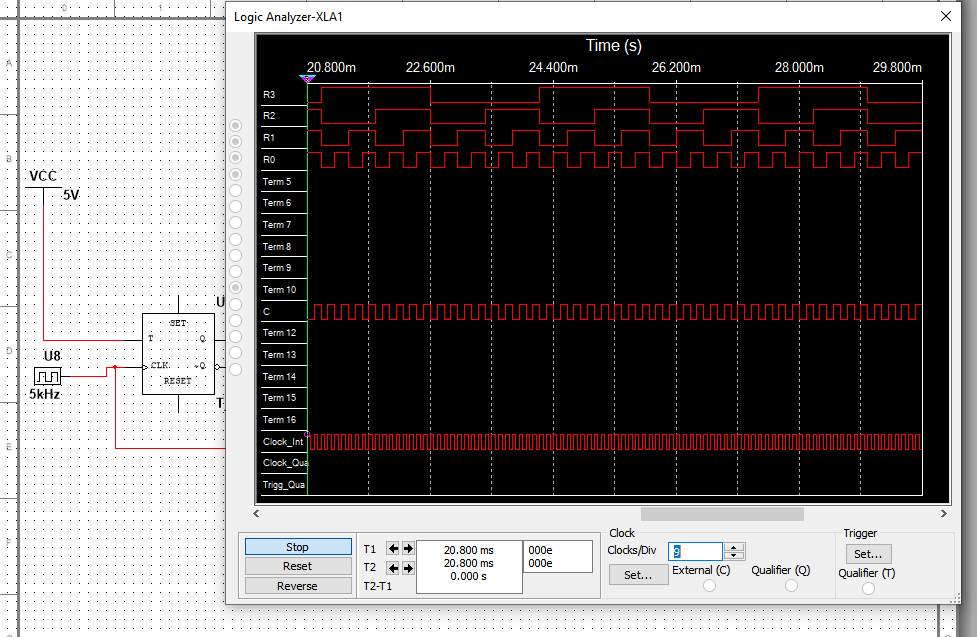 Logic Analyzer-XLA1
Time (s)
20.800m 22.600m 24.400m 26.200m 28.000m 29.800m
R3
R2
R1
R0
Term 5
Term 6
Term 7
Term 8
Term 9
Term 10
C
Term 12
Term 13
Term 14
Term 15
Term 16
Clock_Int
Clock_Qua
Trigg_Qua
0
1
A
B
C
D
E
F
VCC
5V
U
SET
T Q
CLK ~Q
RESET
T
U8
5kHz
Stop
Reset
Reverse
T1
T2
T2-T1
20.800 ms
20.800 ms
0.000 s
000e
000e
Clock
Clocks/Div 9
Set...
External (C)
Qualifier (Q)
Trigger
Set...
Qualifier (T)